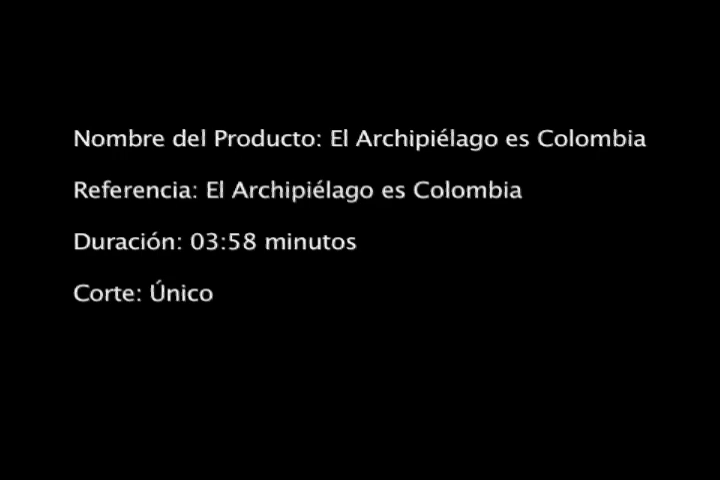 Nombre del Producto: El Archipiélago es Colombia
Referencia: El Archipiélago es Colombia
Duración: 03:58 minutos
Corte: Único